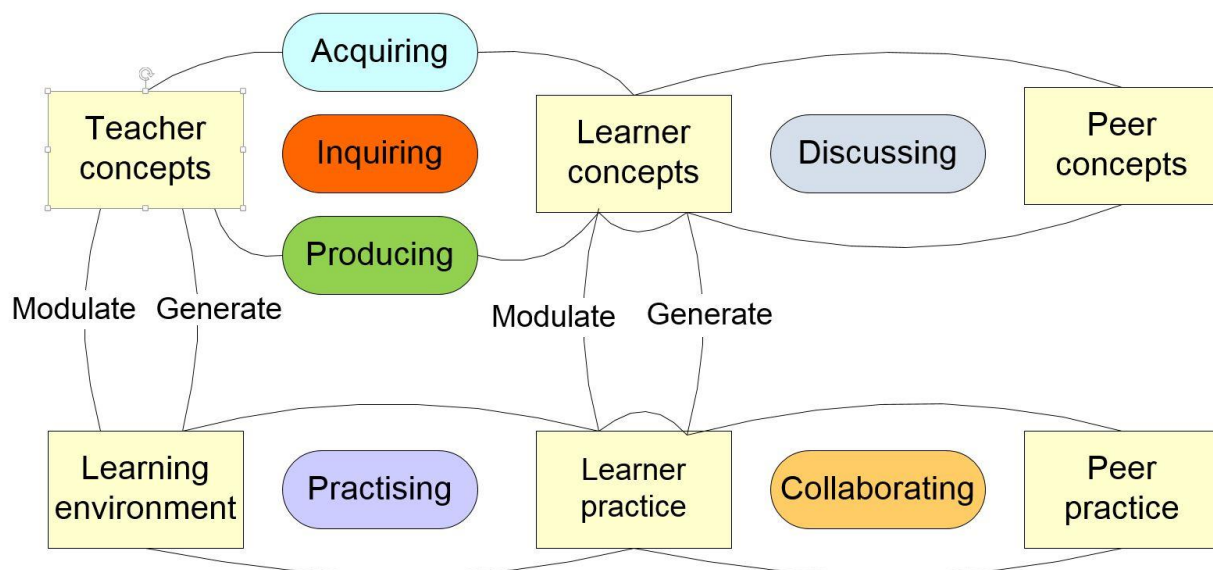 Acquiring
Teacher
concepts
Inquiring
Learner
concepts
Discussing
Peer
concepts
Producing
Modulate
Generate
Modulate
Generate
Learning
environment
Practising
Learner
practice
Collaborating
Peer
practice